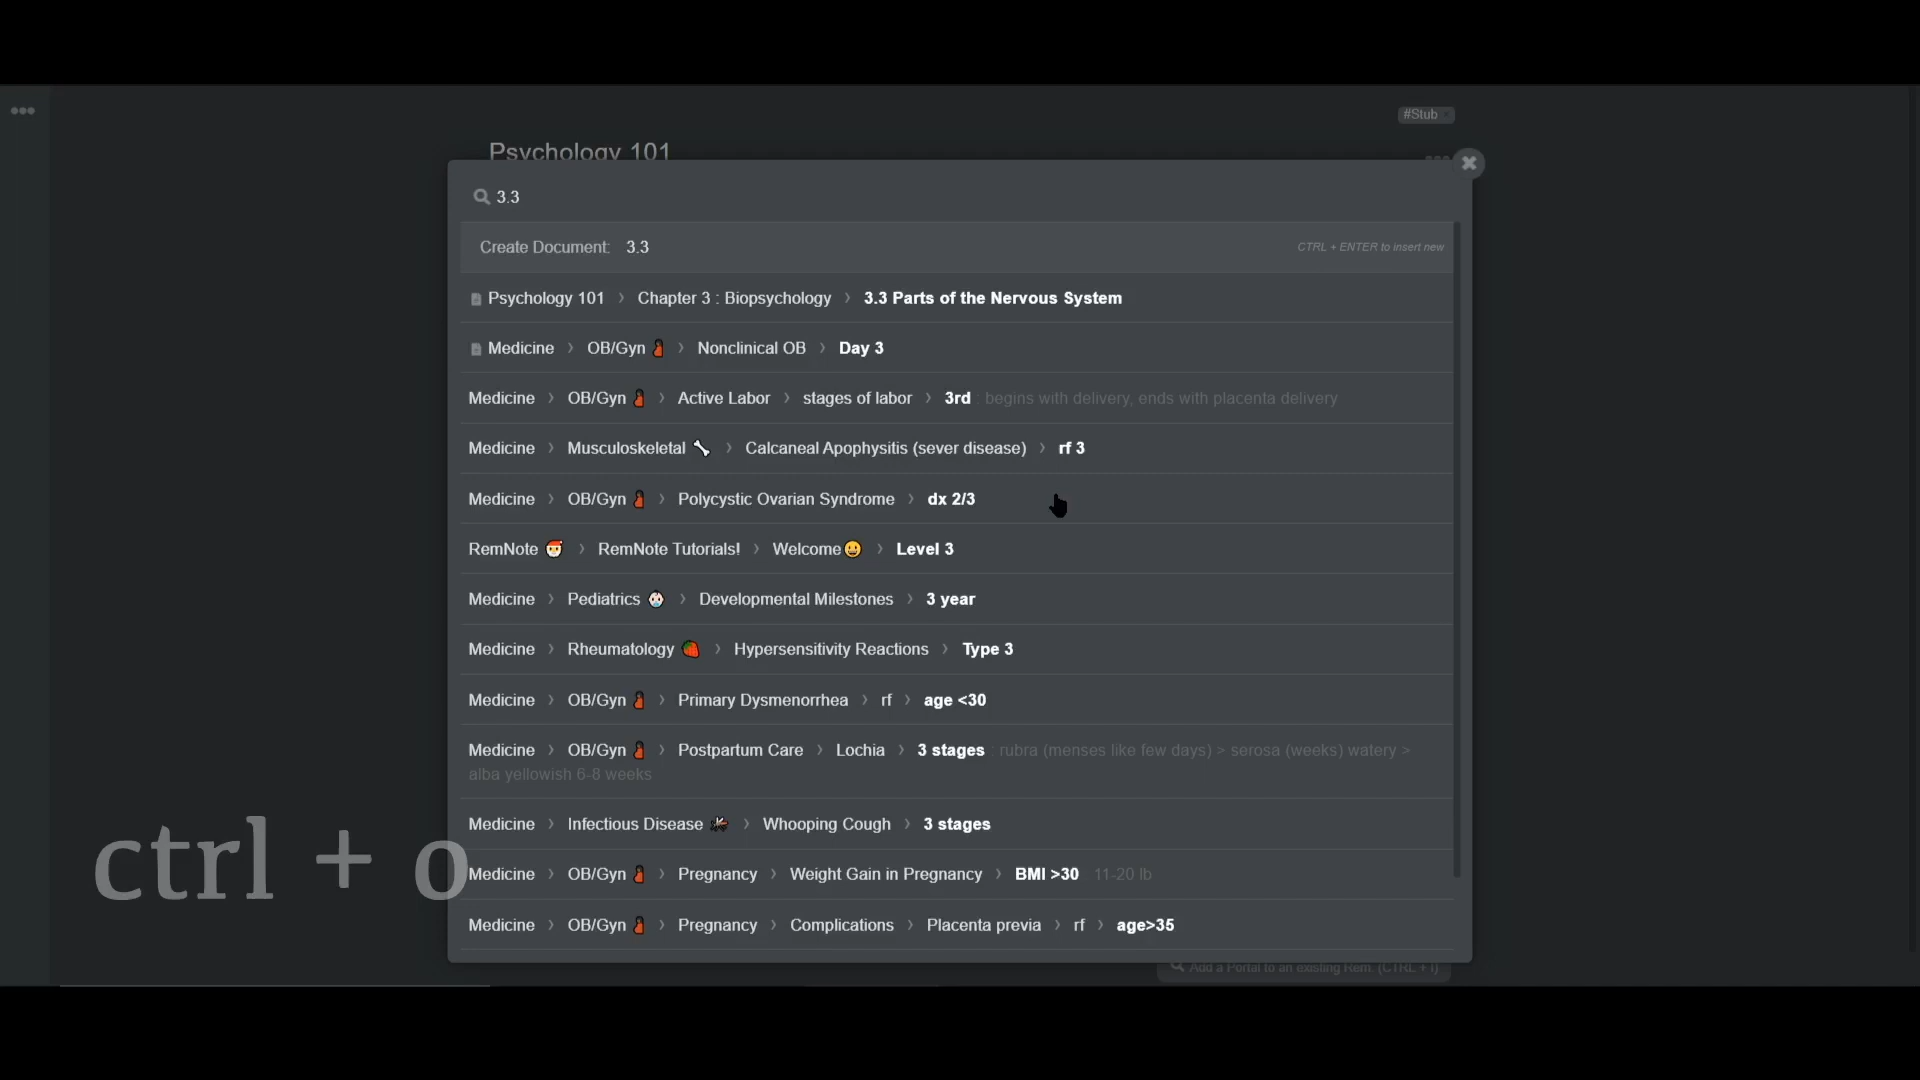 #Stub
Psychology 101
3.3
Create Document: 3.3 CTRL + ENTER to insert new
Psychology 101 > Chapter 3 : Biopsychology > 3.3 Parts of the Nervous System
Medicine > OB/Gyn > Nonclinical OB > Day 3
Medicine > OB/Gyn > Active Labor > stages of labor > 3rd begins with delivery, ends with placenta delivery
Medicine > Musculoskeletal > Calcaneal Apophysitis (sever disease) > rf 3
Medicine > OB/Gyn > Polycystic Ovarian Syndrome > dx 2/3
RemNote > RemNote Tutorials! > Welcome > Level 3
Medicine > Pediatrics > Developmental Milestones > 3 year
Medicine > Rheumatology > Hypersensitivity Reactions > Type 3
Medicine > OB/Gyn > Primary Dysmenorrhea > rf > age <30
Medicine > OB/Gyn > Postpartum Care > Lochia > 3 stages rubra (menses like few days) > serosa (weeks) watery >
alba yellowish 6-8 weeks
Medicine > Infectious Disease > Whooping Cough > 3 stages
Medicine > OB/Gyn > Pregnancy > Weight Gain in Pregnancy > BMI >30 11-20 lb
Medicine > OB/Gyn > Pregnancy > Complications > Placenta previa > rf > age>35
Add a Portal to an existing Rem. (CTRL + I)
ctrl + o